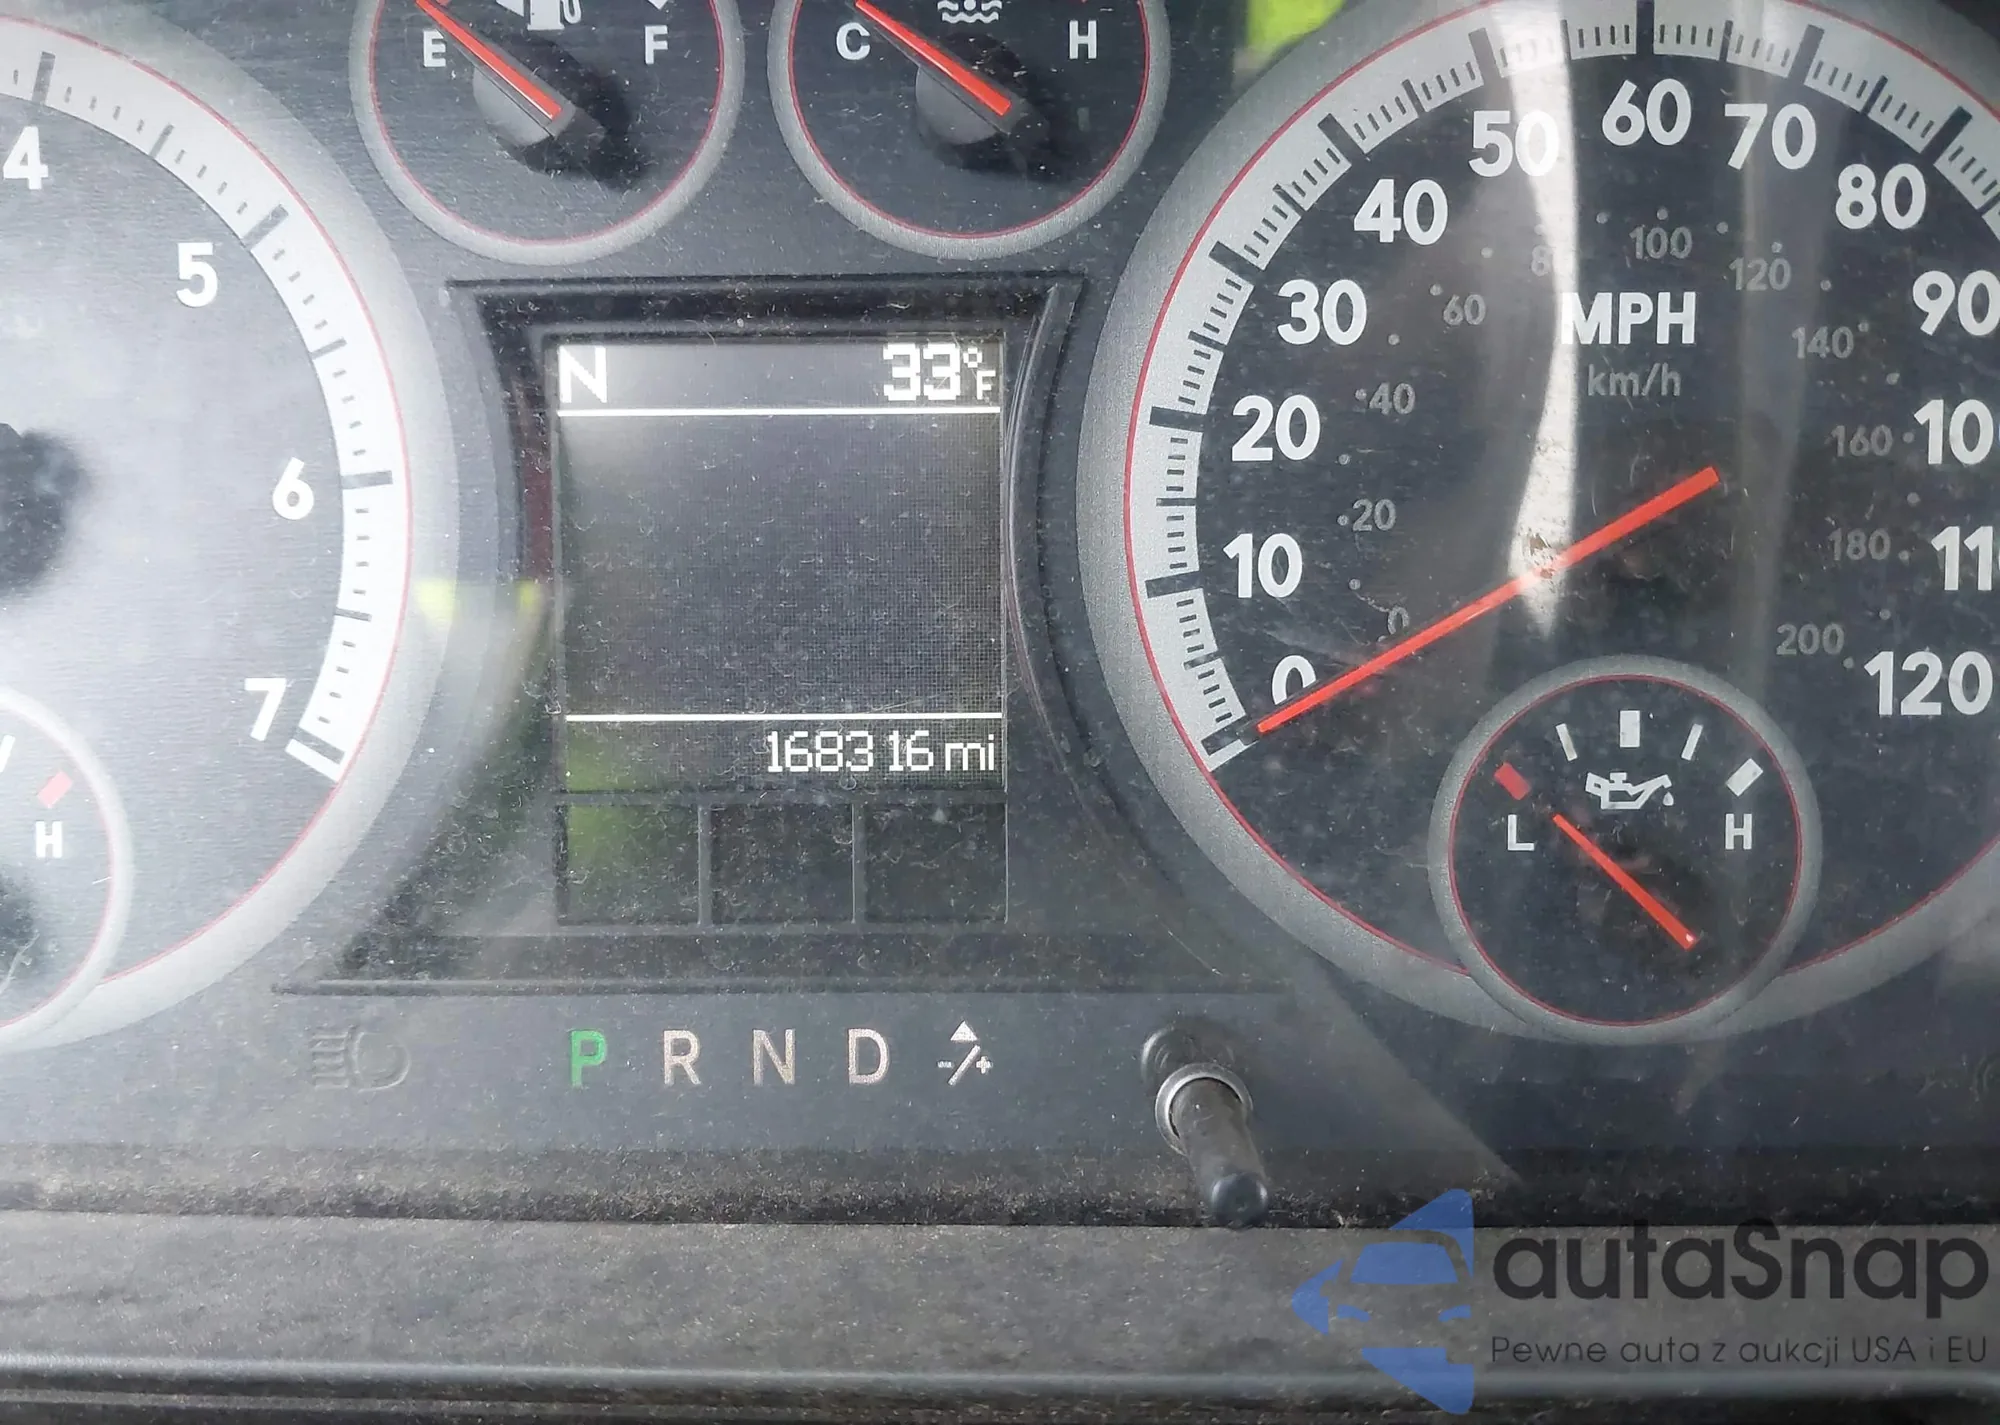 E F
C H
4
5
6
7
H
N 33°F
168316 mi
0 10 20 30 40 50 60 70 80 90
120
MPH
km/h
0 20 40 60 100 120 140 160 180 200
L H
P R N D -/+
autaSnap
Pewne auta z aukcji USA i EU